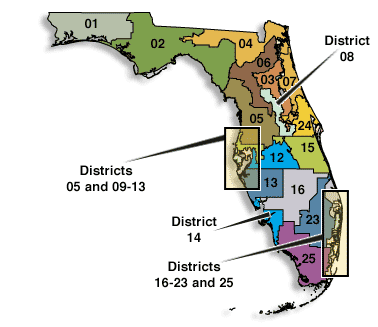 01
02
04
District
08
06
03
07
05
24
15
12
Districts
05 and 09-13
13
16
District
14
23
Districts
16-23 and 25
25